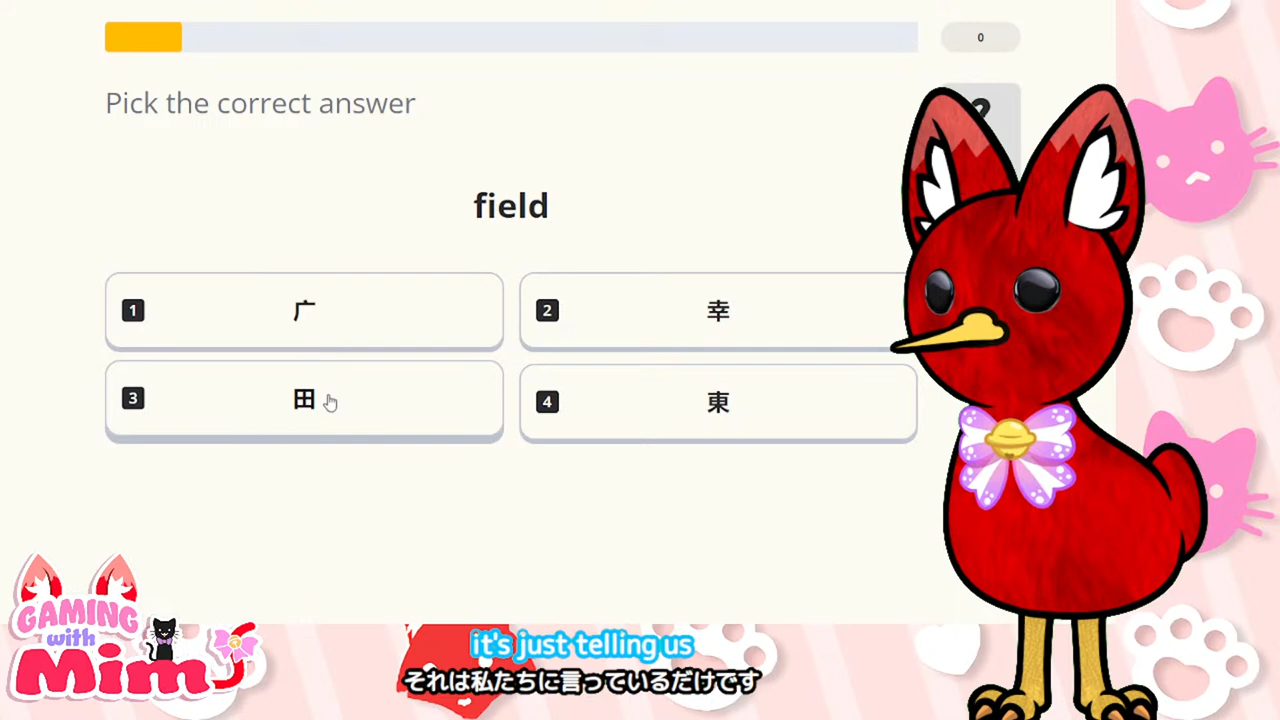 0
Pick the correct answer
?
field
1 广
2 幸
3 田
4 東
GAMING
with
Mim
it's just telling us
それは私たちに言っているだけです